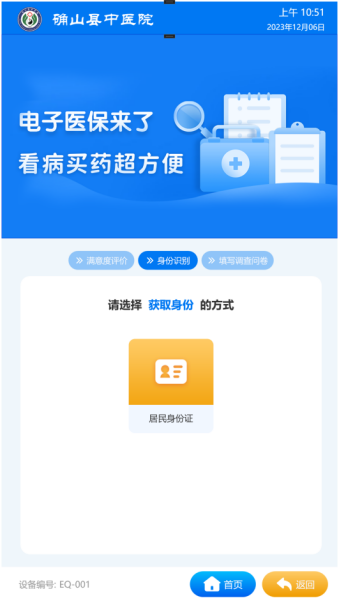 确山县中医院
上午 10:51
2023年12月06日
电子医保来了
看病买药超方便
满意度评价
身份识别
填写调查问卷
请选择 获取身份 的方式
居民身份证
设备编号: EQ-001
首页
返回